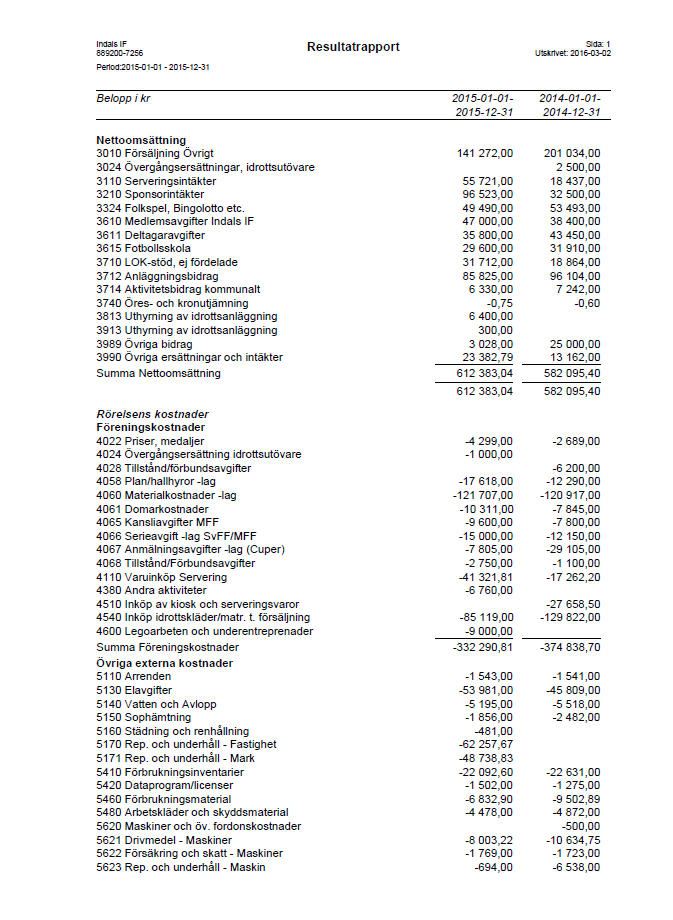 Indals IF Resultatrapport Sida: 1
889200-7256 Utskrivet: 2016-03-02
Period:2015-01-01 - 2015-12-31
Belopp i kr 2015-01-01- 2014-01-01-
2015-12-31 2014-12-31
Nettoomsättning
3010 Försäljning Övrigt 141 272,00 201 034,00
3024 Övergångsersättningar, idrottsutövare 2 500,00
3110 Serveringsintäkter 55 721,00 18 437,00
3210 Sponsorintäkter 96 523,00 32 500,00
3324 Folkspel, Bingolotto etc. 49 490,00 53 493,00
3610 Medlemsavgifter Indals IF 47 000,00 38 400,00
3611 Deltagaravgifter 35 800,00 43 450,00
3615 Fotbollsskola 29 600,00 31 910,00
3710 LOK-stöd, ej fördelade 31 712,00 18 864,00
3712 Anläggningsbidrag 85 825,00 96 104,00
3714 Aktivitetsbidrag kommunalt 6 330,00 7 242,00
3740 Öres- och kronutjämning -0,75 -0,60
3813 Uthyrning av idrottsanläggning 6 400,00
3913 Uthyrning av idrottsanläggning 300,00
3989 Övriga bidrag 3 028,00 25 000,00
3990 Övriga ersättningar och intäkter 23 382,79 13 162,00
Summa Nettoomsättning 612 383,04 582 095,40
612 383,04 582 095,40
Rörelsens kostnader
Föreningskostnader
4022 Priser, medaljer -4 299,00 -2 689,00
4024 Övergångsersättning idrottsutövare -1 000,00
4028 Tillstånd/förbundsavgifter -6 200,00
4058 Plan/hallhyror -lag -17 618,00 -12 290,00
4060 Materialkostnader -lag -121 707,00 -120 917,00
4061 Domarkostnader -10 311,00 -7 845,00
4065 Kansliavgifter MFF -9 600,00 -7 800,00
4066 Serieavgift -lag SvFF/MFF -15 000,00 -12 150,00
4067 Anmälningsavgifter -lag (Cuper) -7 805,00 -29 105,00
4068 Tillstånd/Förbundsavgifter -2 750,00 -1 100,00
4110 Varuinköp Servering -41 321,81 -17 262,20
4380 Andra aktiviteter -6 760,00
4510 Inköp av kiosk och serveringsvaror -27 658,50
4540 Inköp idrottskläder/matr. t. försäljning -85 119,00 -129 822,00
4600 Legoarbeten och underentreprenader -9 000,00
Summa Föreningskostnader -332 290,81 -374 838,70
Övriga externa kostnader
5110 Arrenden -1 543,00 -1 541,00
5130 Elavgifter -53 981,00 -45 809,00
5140 Vatten och Avlopp -5 195,00 -5 518,00
5150 Sophämtning -1 856,00 -2 482,00
5160 Städning och renhållning -481,00
5170 Rep. och underhåll - Fastighet -62 257,67
5171 Rep. och underhåll - Mark -48 738,83
5410 Förbrukningsinventarier -22 092,60 -22 631,00
5420 Dataprogram/licenser -1 502,00 -1 275,00
5460 Förbrukningsmaterial -6 832,90 -9 502,89
5480 Arbetskläder och skyddsmaterial -4 478,00 -4 872,00
5620 Maskiner och öv. fordonskostnader -500,00
5621 Drivmedel - Maskiner -8 003,22 -10 634,75
5622 Försäkring och skatt - Maskiner -1 769,00 -1 723,00
5623 Rep. och underhåll - Maskin -694,00 -6 538,00